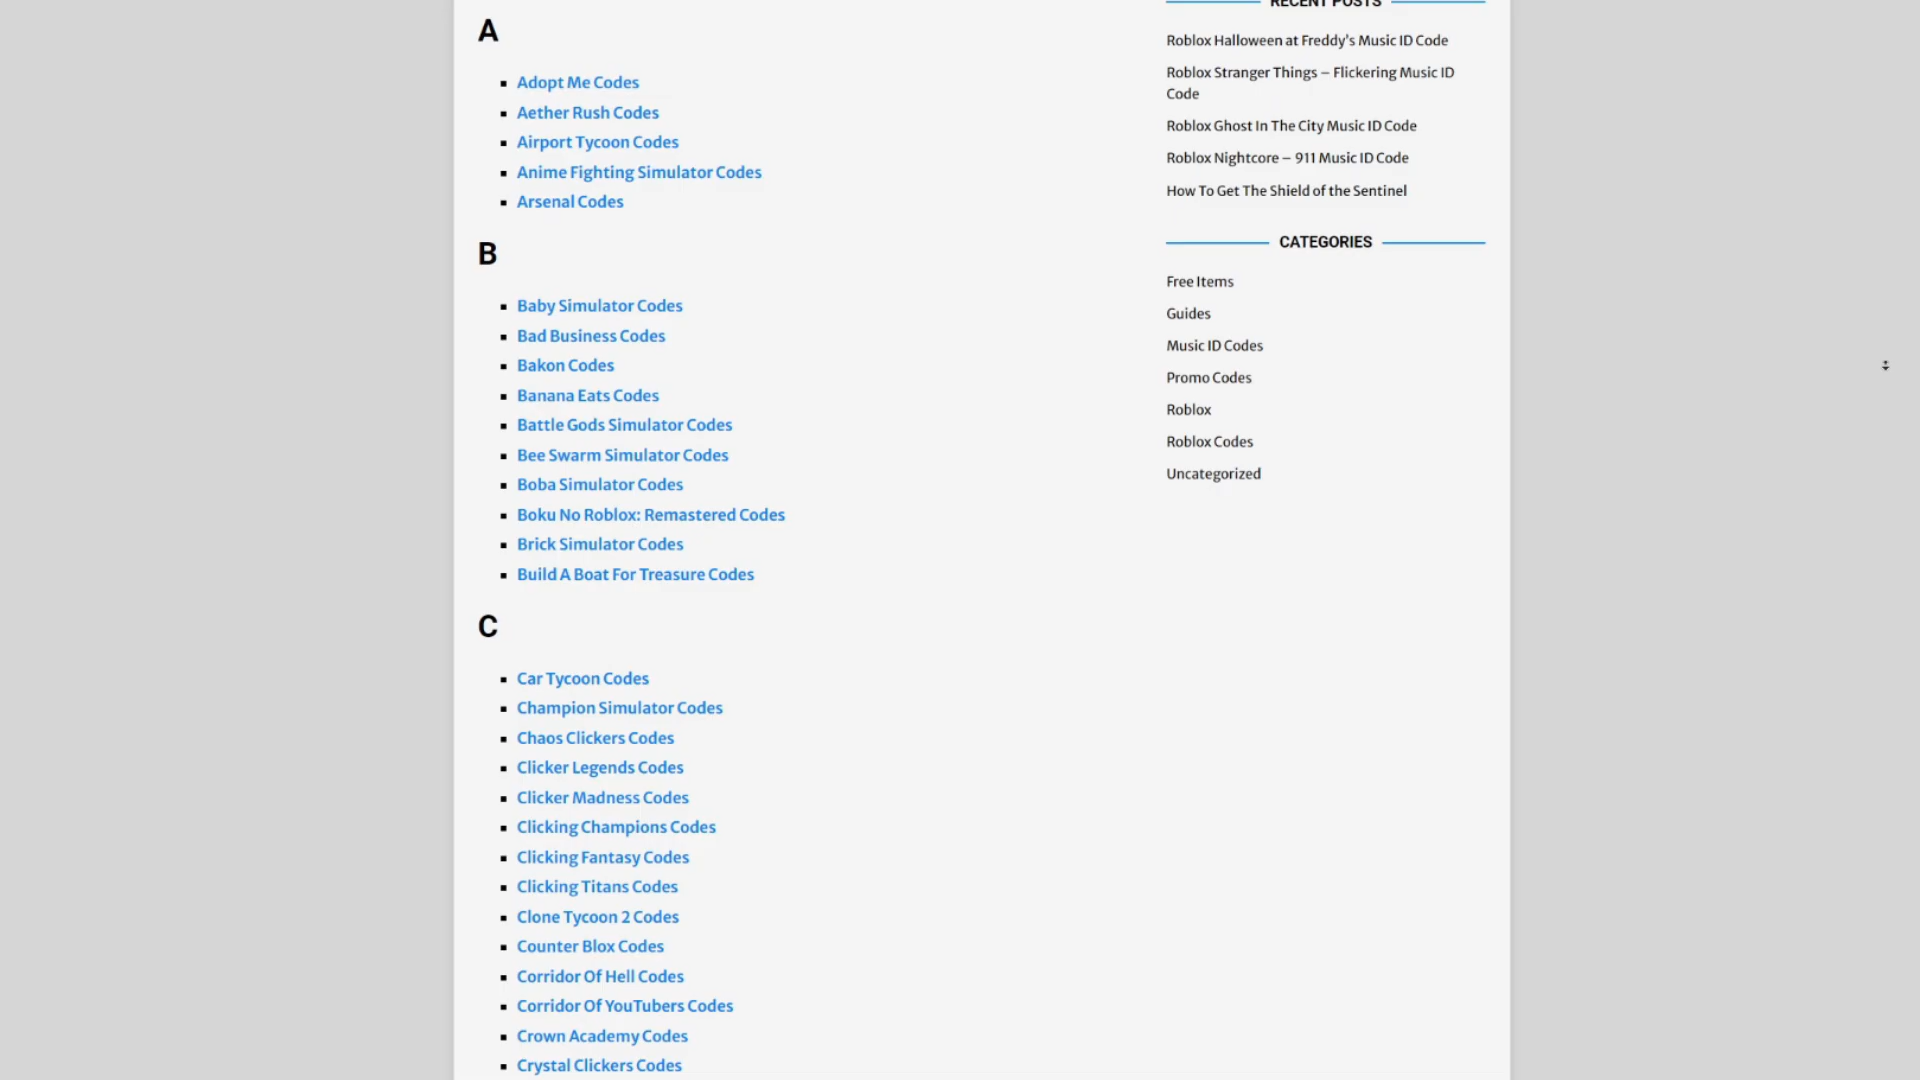 A
Adopt Me Codes
Aether Rush Codes
Airport Tycoon Codes
Anime Fighting Simulator Codes
Arsenal Codes
B
Baby Simulator Codes
Bad Business Codes
Bakon Codes
Banana Eats Codes
Battle Gods Simulator Codes
Bee Swarm Simulator Codes
Boba Simulator Codes
Boku No Roblox: Remastered Codes
Brick Simulator Codes
Build A Boat For Treasure Codes
C
Car Tycoon Codes
Champion Simulator Codes
Chaos Clickers Codes
Clicker Legends Codes
Clicker Madness Codes
Clicking Champions Codes
Clicking Fantasy Codes
Clicking Titans Codes
Clone Tycoon 2 Codes
Counter Blox Codes
Corridor Of Hell Codes
Corridor Of YouTubers Codes
Crown Academy Codes
Crystal Clickers Codes
RECENT POSTS
Roblox Halloween at Freddy's Music ID Code
Roblox Stranger Things – Flickering Music ID
Code
Roblox Ghost In The City Music ID Code
Roblox Nightcore – 911 Music ID Code
How To Get The Shield of the Sentinel
CATEGORIES
Free Items
Guides
Music ID Codes
Promo Codes
Roblox
Roblox Codes
Uncategorized